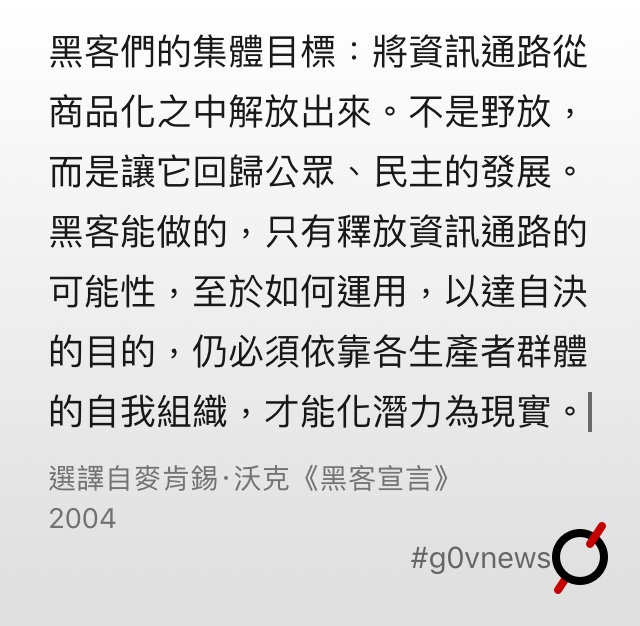 黑客們的集體目標：將資訊通路從
商品化之中解放出來。不是野放，
而是讓它回歸公眾、民主的發展。
黑客能做的，只有釋放資訊通路的
可能性，至於如何運用，以達自決
的目的，仍必須依靠各生產者群體
的自我組織，才能化潛力為現實。
選譯自麥肯錫·沃克《黑客宣言》
2004
#g0vnews